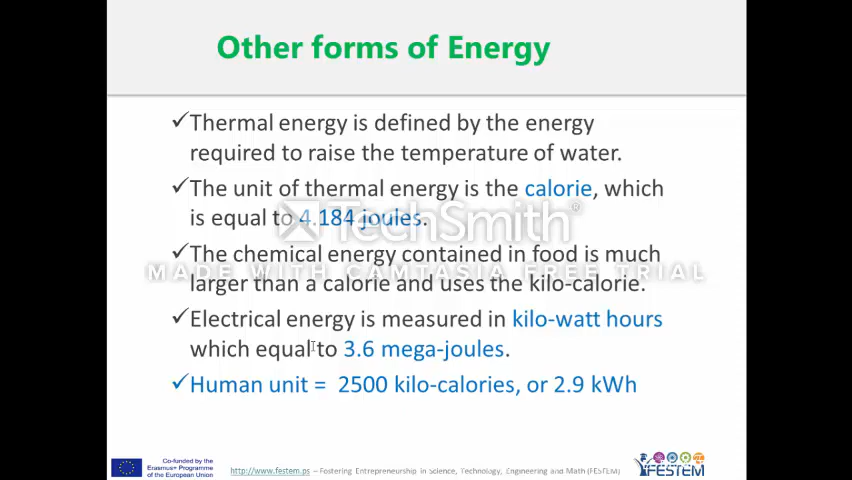 Other forms of Energy
✓Thermal energy is defined by the energy
required to raise the temperature of water.
✓The unit of thermal energy is the calorie, which
is equal to 4.184 joules.
TechSmith®
✓The chemical energy contained in food is much
MADE WITH CAMTASIA FREE TRIAL
larger than a calorie and uses the kilo-calorie.
✓Electrical energy is measured in kilo-watt hours
which equal to 3.6 mega-joules.
✓Human unit = 2500 kilo-calories, or 2.9 kWh
Co-funded by the
Erasmus+ Programme
of the European Union
http://www.festem.ps – Fostering Entrepreneurship in Science, Technology, Engineering and Math (FESTEM)
FESTEM